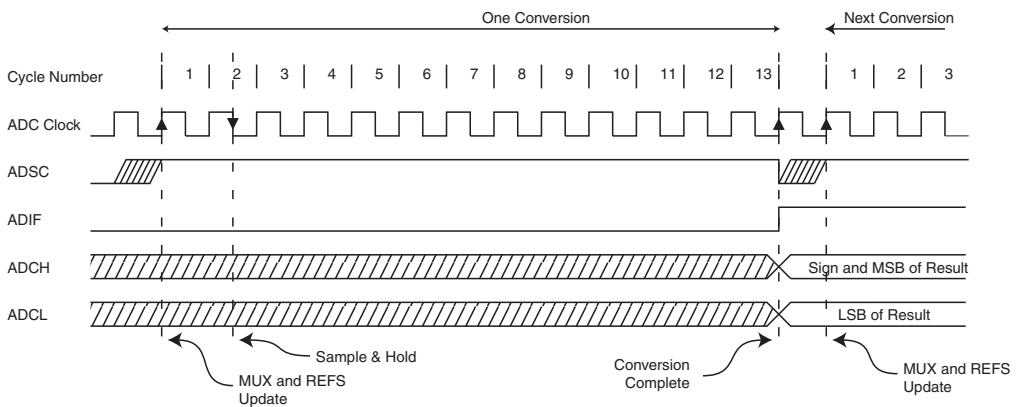 One Conversion
Next Conversion
Cycle Number 1 2 3 4 5 6 7 8 9 10 11 12 13 1 2 3
ADC Clock
ADSC
ADIF
ADCH
Sign and MSB of Result
ADCL
LSB of Result
MUX and REFS
Update
Sample & Hold
Conversion
Complete
MUX and REFS
Update